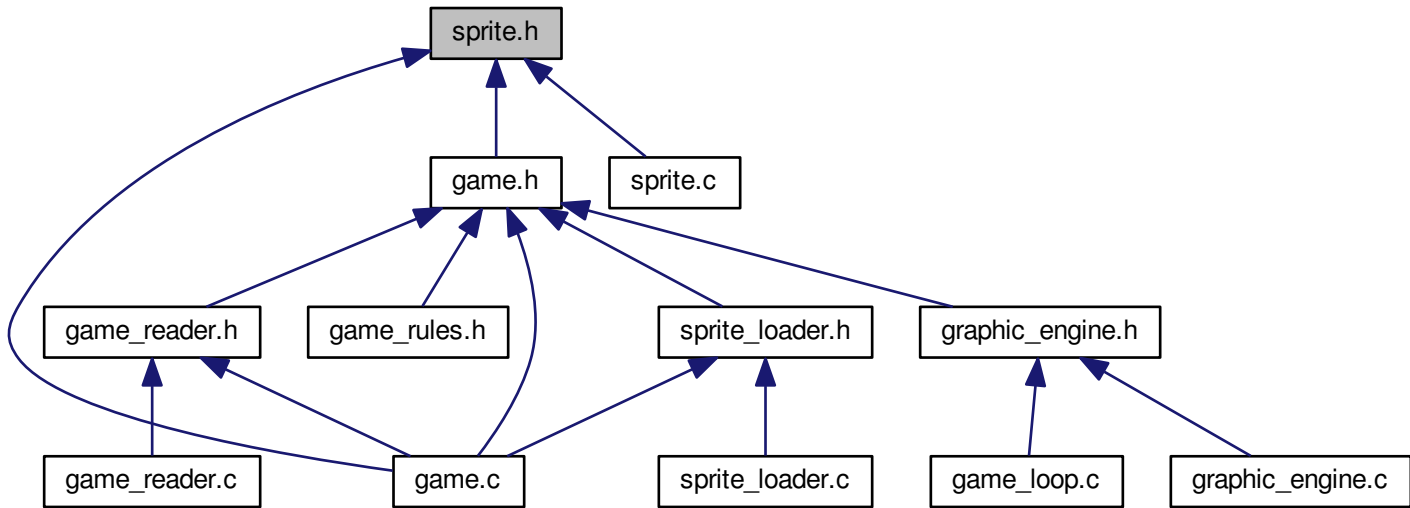 sprite.h
game.h
sprite.c
game_reader.h
game_rules.h
sprite_loader.h
graphic_engine.h
game_reader.c
game.c
sprite_loader.c
game_loop.c
graphic_engine.c